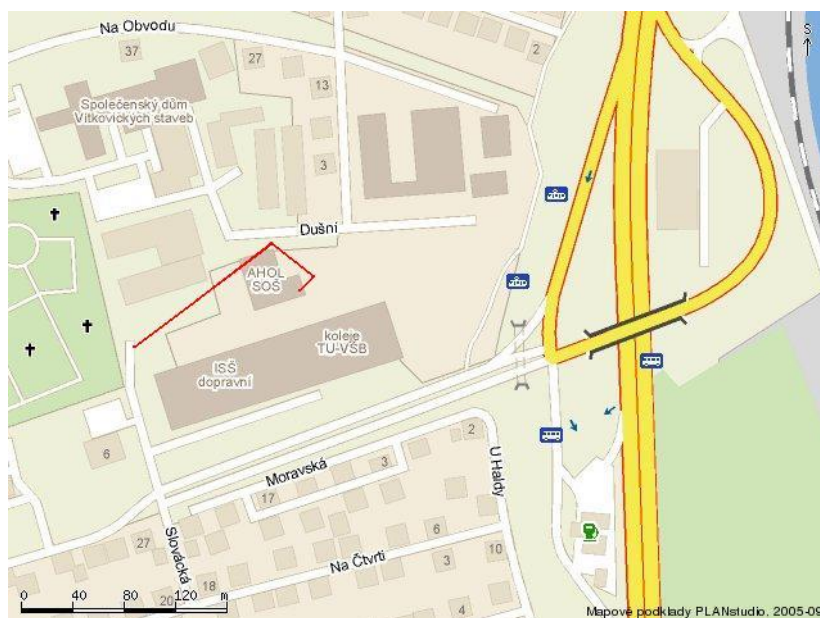 Na Obvodu
37
27
2
S
13
Společenský dům
Vítkovických staveb
3
Dušní
AHOL
SOŠ
koleje
TU-VŠB
ISŠ
dopravní
6
2
Moravská
3
U Haldy
17
Slovácká
27
6
Na Čtvrti
3
10
18
20
4
0 40 80 120 m
Mapové podklady PLANstudio, 2005-09